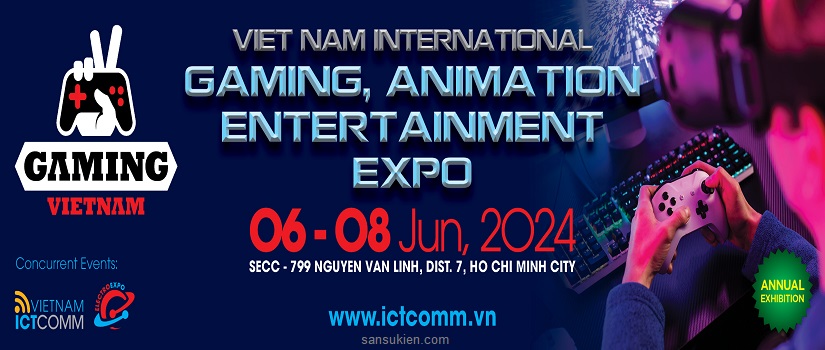 VIET NAM INTERNATIONAL
GAMING, ANIMATION
ENTERTAINMENT
EXPO
GAMING
VIETNAM
06 - 08 Jun, 2024
SECC - 799 NGUYEN VAN LINH, DIST. 7, HO CHI MINH CITY
Concurrent Events:
VIETNAM
ICTCOMM
ELECTROEXPO
ANNUAL
EXHIBITION
www.ictcomm.vn
sansukien.com